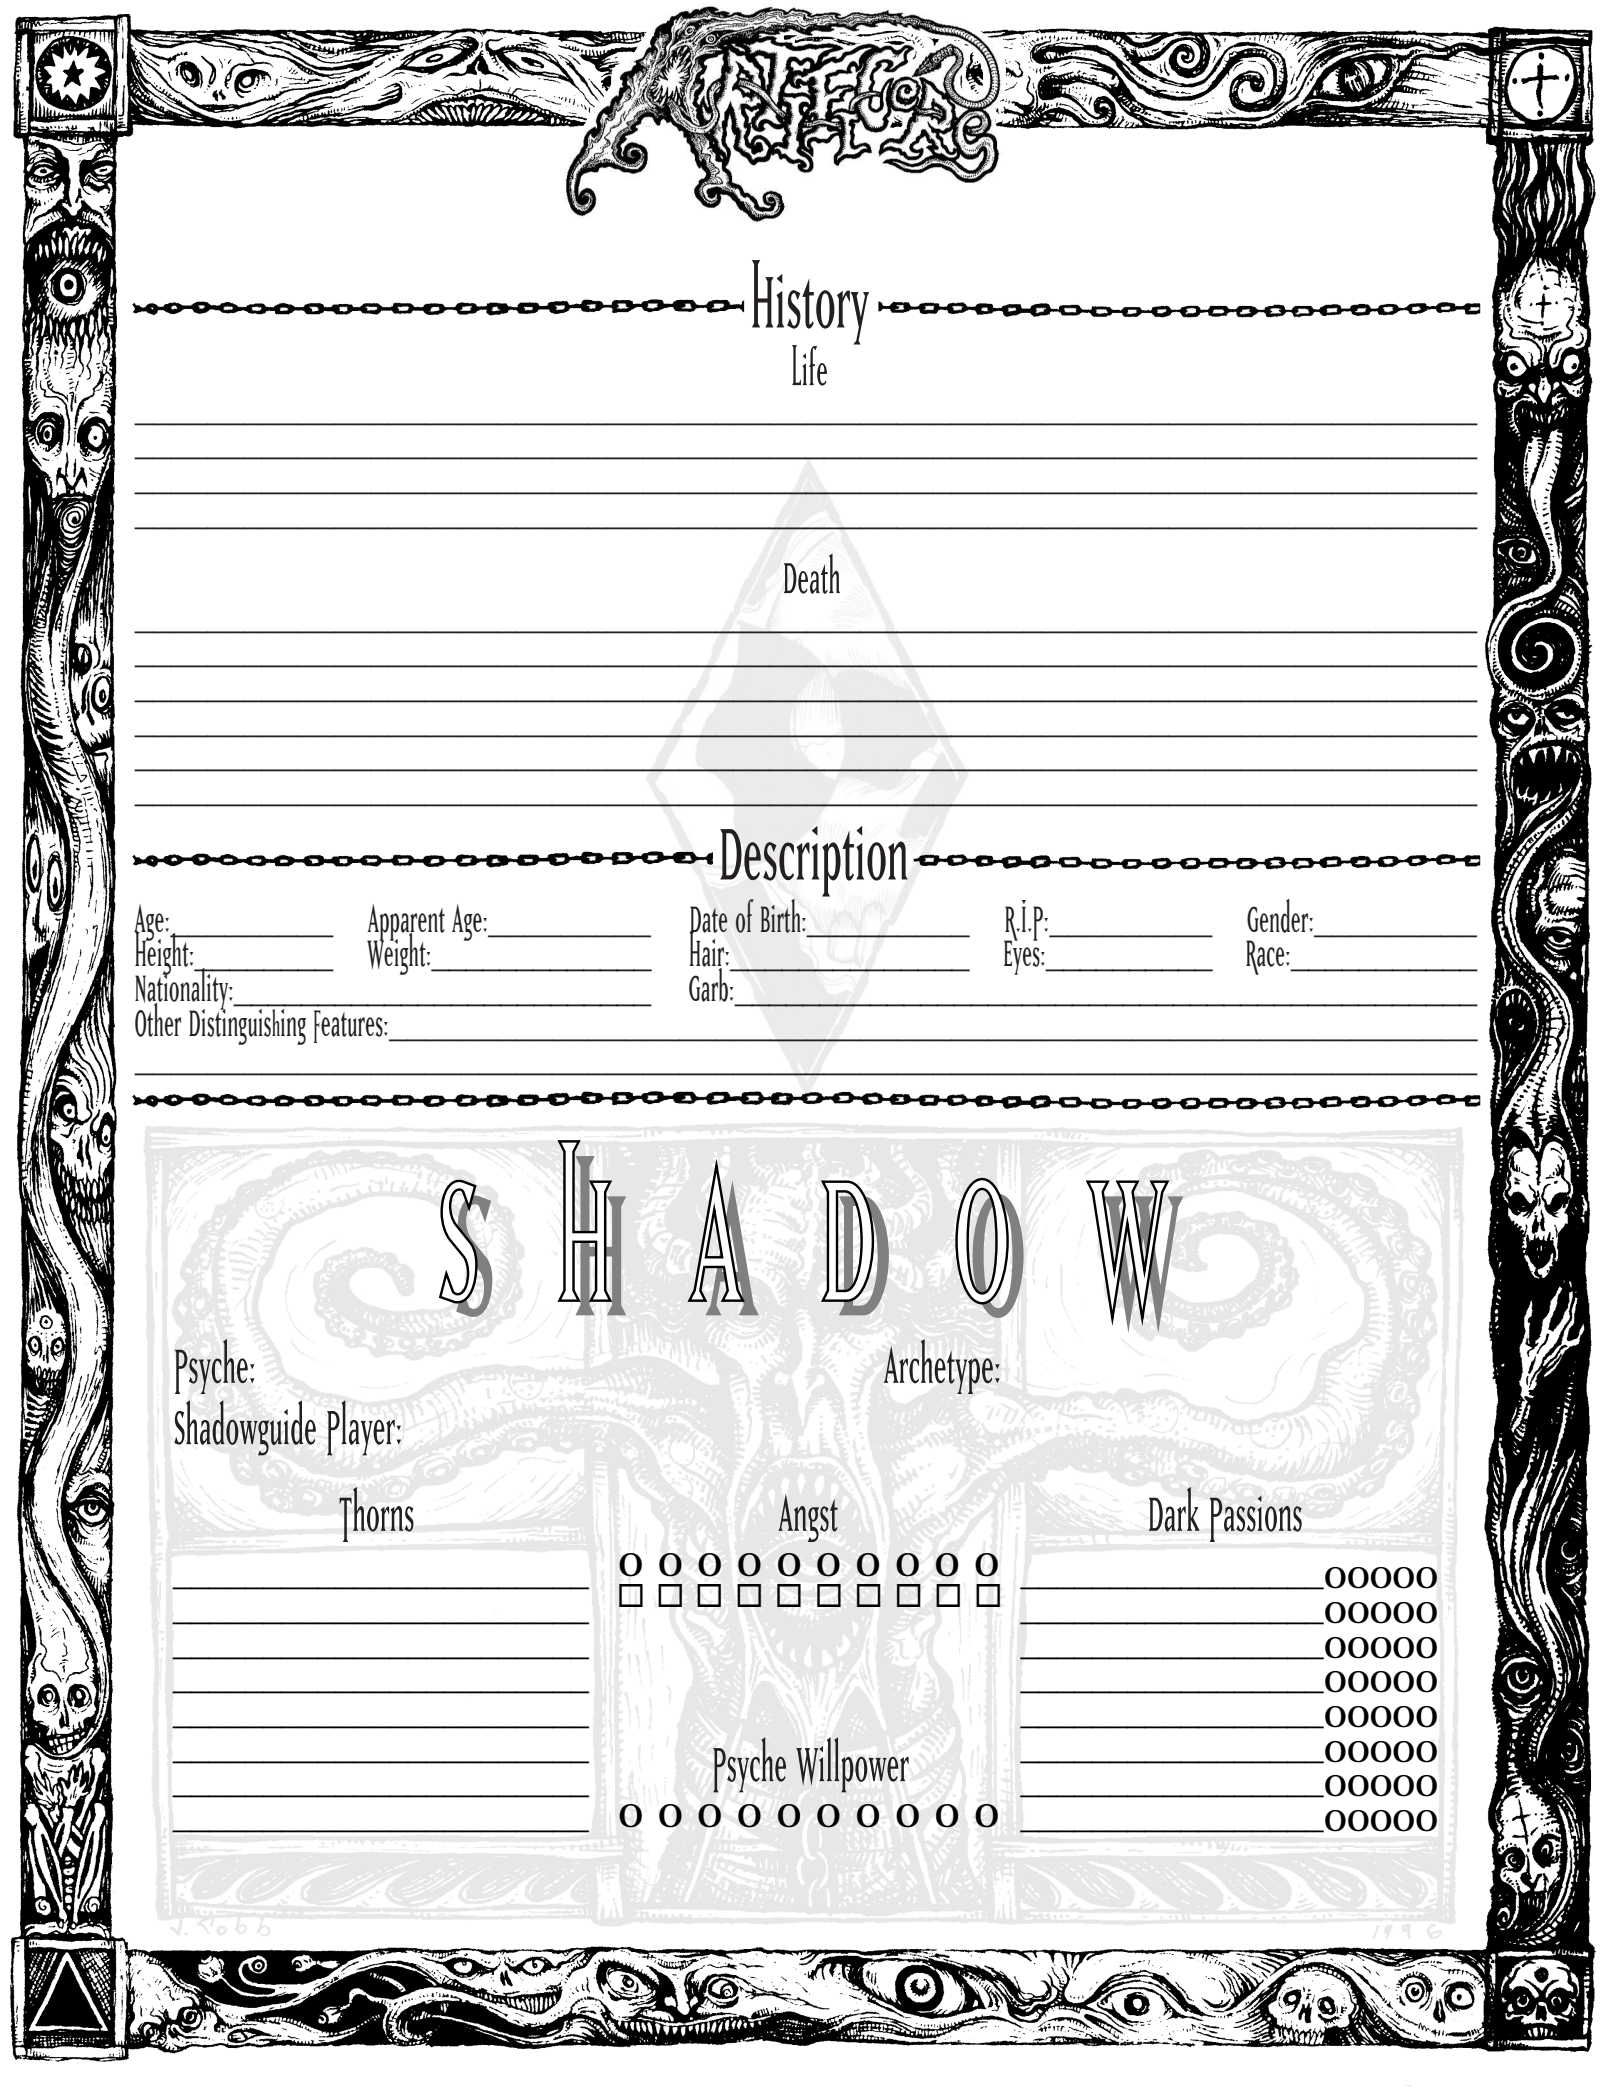 History
Life
Death
Description
Age: Apparent Age: Date of Birth: R.I.P: Gender:
Height: Weight: Hair: Eyes: Race:
Nationality: Garb:
Other Distinguishing Features:
SHADOW
Psyche: Archetype:
Shadowguide Player:
Thorns Angst Dark Passions
Psyche Willpower
1996